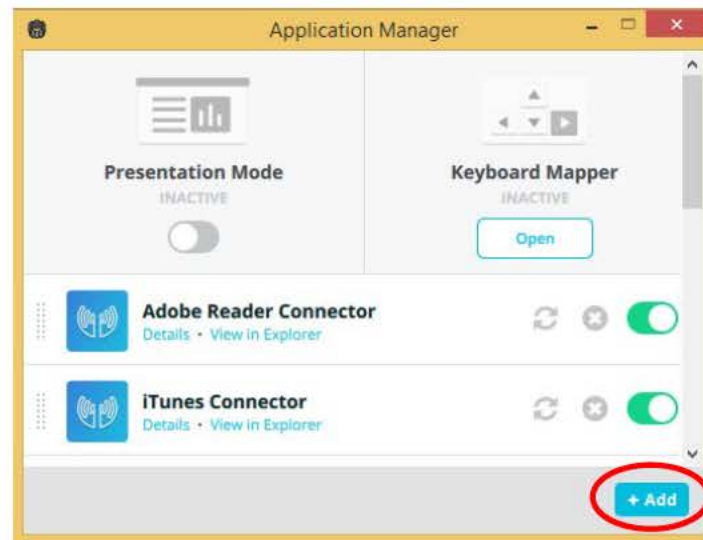 Application Manager
Presentation Mode
INACTIVE
Keyboard Mapper
INACTIVE
Open
Adobe Reader Connector
Details • View in Explorer
iTunes Connector
Details • View in Explorer
+ Add